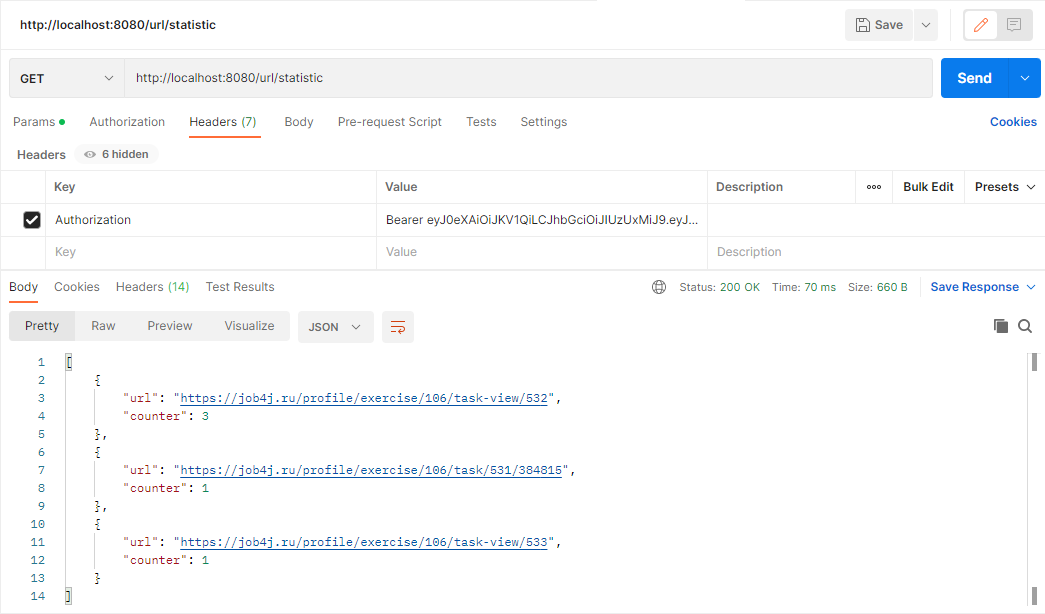 http://localhost:8080/url/statistic
Save
GET
http://localhost:8080/url/statistic
Send
Params
Authorization
Headers (7)
Body
Pre-request Script
Tests
Settings
Cookies
Headers
6 hidden
Key
Value
Description
Bulk Edit
Presets
Authorization
Bearer eyJ0eXAiOiJKV1QiLCJhbGciOiJIUzUxMiJ9.eyJ...
Key
Value
Description
Body
Cookies
Headers (14)
Test Results
Status: 200 OK
Time: 70 ms
Size: 660 B
Save Response
Pretty
Raw
Preview
Visualize
JSON
1 [
2 {
3 "url": "https://job4j.ru/profile/exercise/106/task-view/532",
4 "counter": 3
5 },
6 {
7 "url": "https://job4j.ru/profile/exercise/106/task/531/384815",
8 "counter": 1
9 },
10 {
11 "url": "https://job4j.ru/profile/exercise/106/task-view/533",
12 "counter": 1
13 }
14 ]